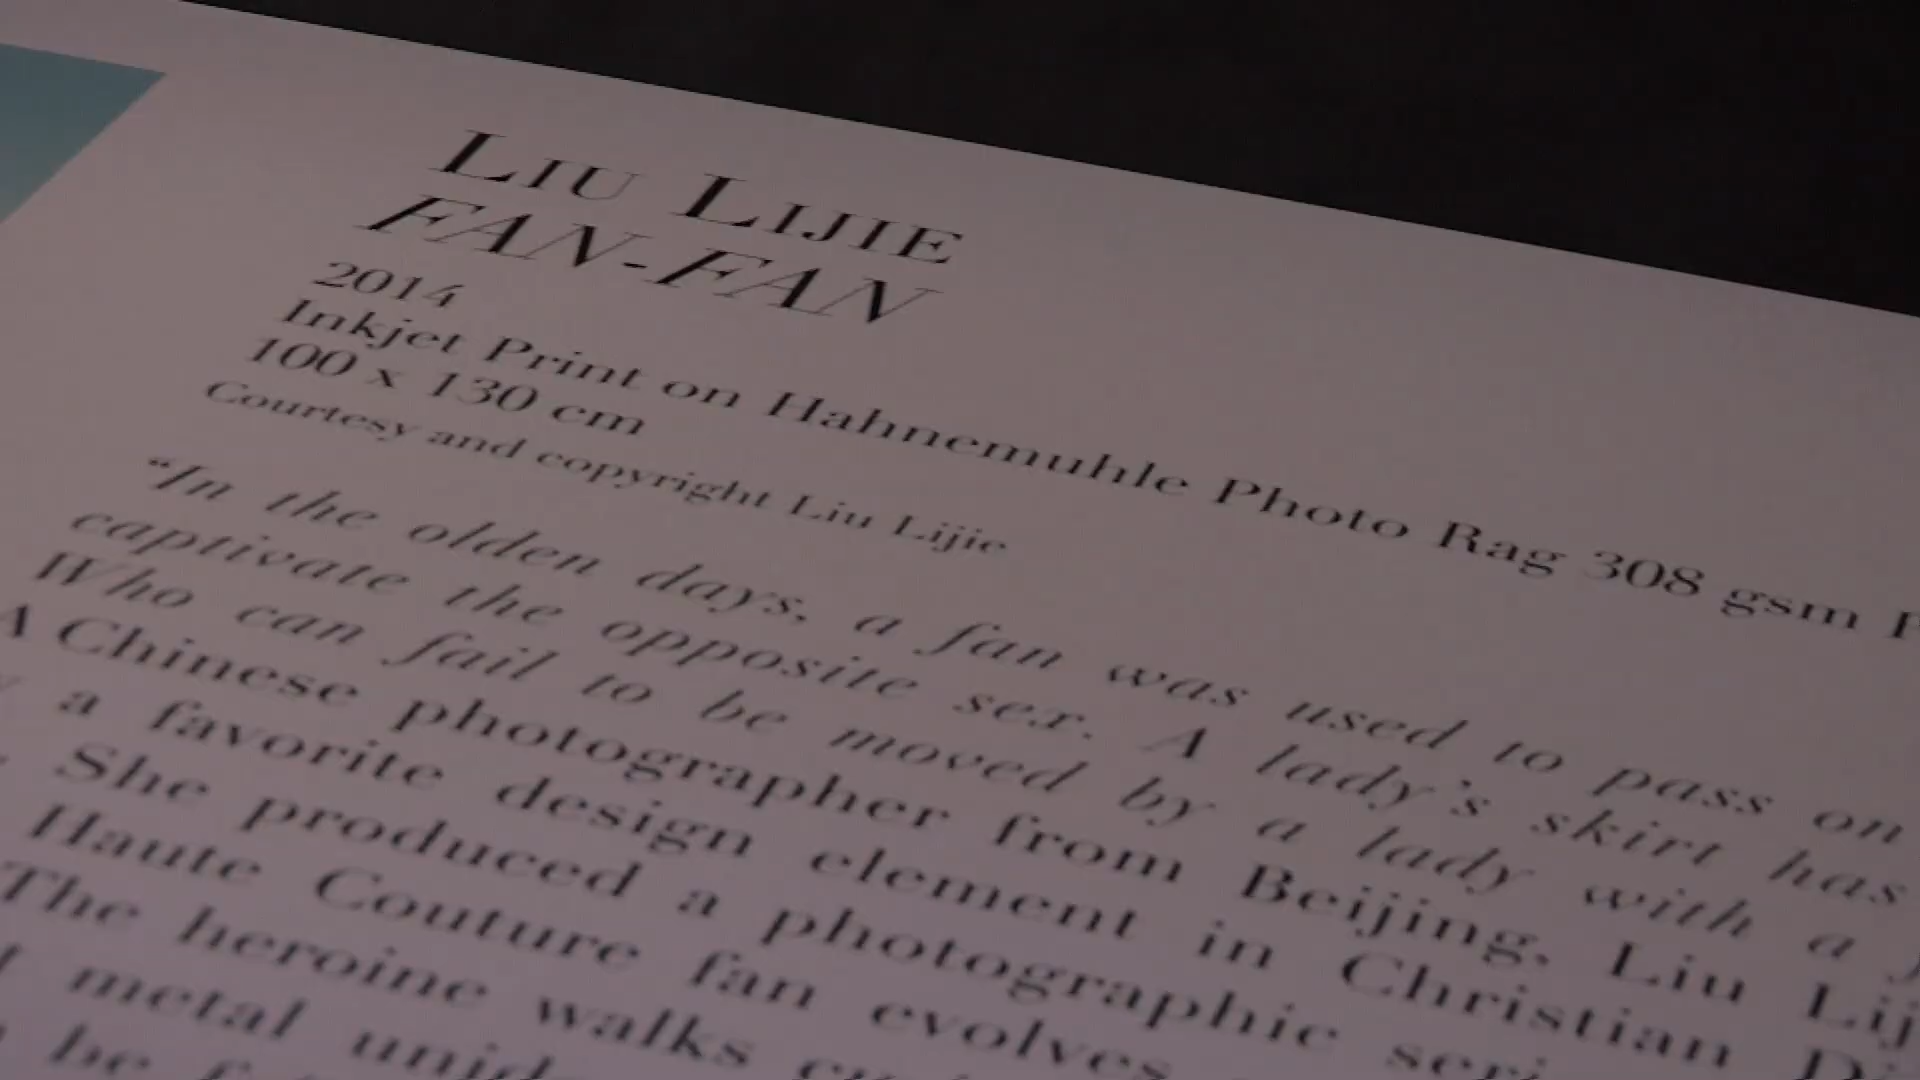 LIU LIJIE
FAN-FAN
2014
Inkjet Print on Hahnemuhle Photo Rag 308 gsm
100 x 130 cm
Courtesy and copyright Liu Lijie
“In the olden days, a fan was used to pass on
captivate the opposite sex. A lady's skirt has
Who can fail to be moved by a lady with a
A Chinese photographer from Beijing, Liu
a favorite design element in Christian
She produced a photographic
Haute Couture fan evolves
The heroine walks
metal
be